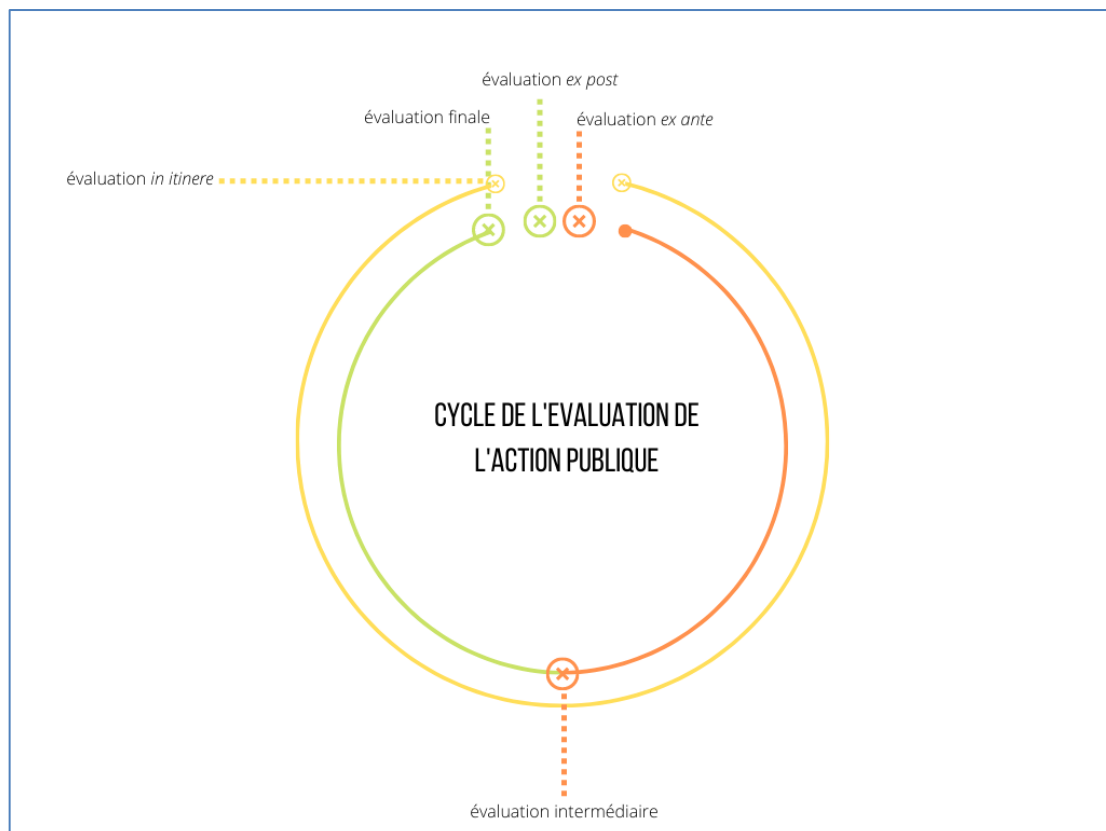 évaluation ex post
évaluation finale
évaluation ex ante
évaluation in itinere
CYCLE DE L'EVALUATION DE
L'ACTION PUBLIQUE
évaluation intermédiaire